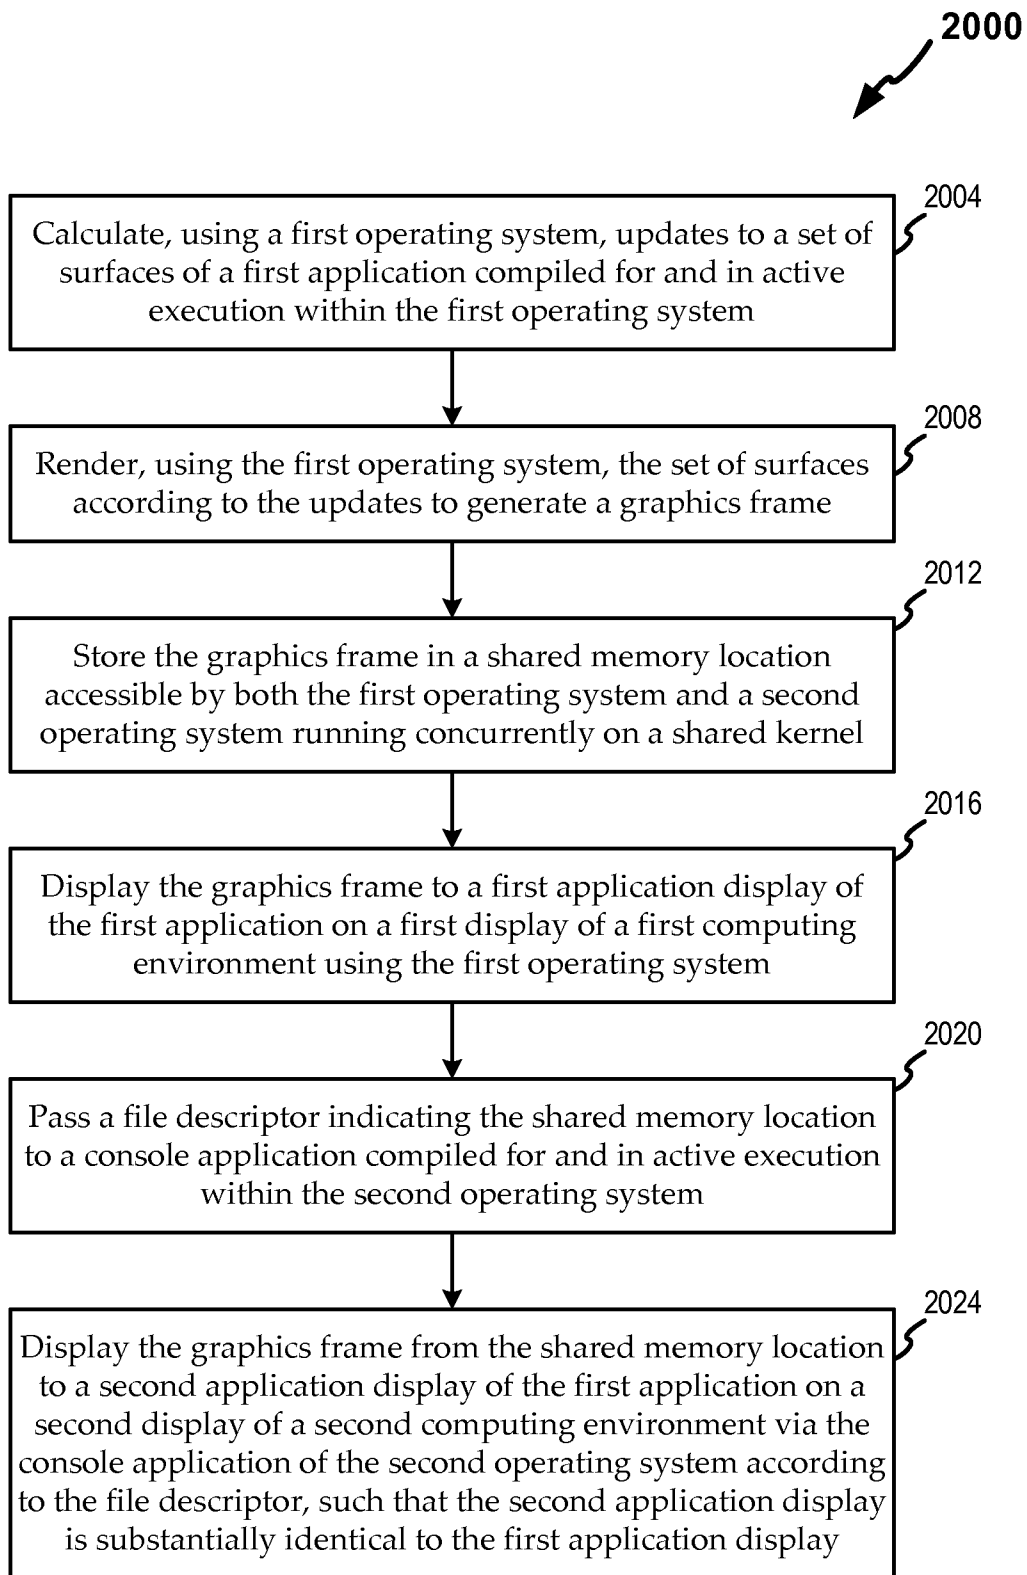 2000
2004
Calculate, using a first operating system, updates to a set of
surfaces of a first application compiled for and in active
execution within the first operating system
2008
Render, using the first operating system, the set of surfaces
according to the updates to generate a graphics frame
2012
Store the graphics frame in a shared memory location
accessible by both the first operating system and a second
operating system running concurrently on a shared kernel
2016
Display the graphics frame to a first application display of
the first application on a first display of a first computing
environment using the first operating system
2020
Pass a file descriptor indicating the shared memory location
to a console application compiled for and in active execution
within the second operating system
2024
Display the graphics frame from the shared memory location
to a second application display of the first application on a
second display of a second computing environment via the
console application of the second operating system according
to the file descriptor, such that the second application display
is substantially identical to the first application display